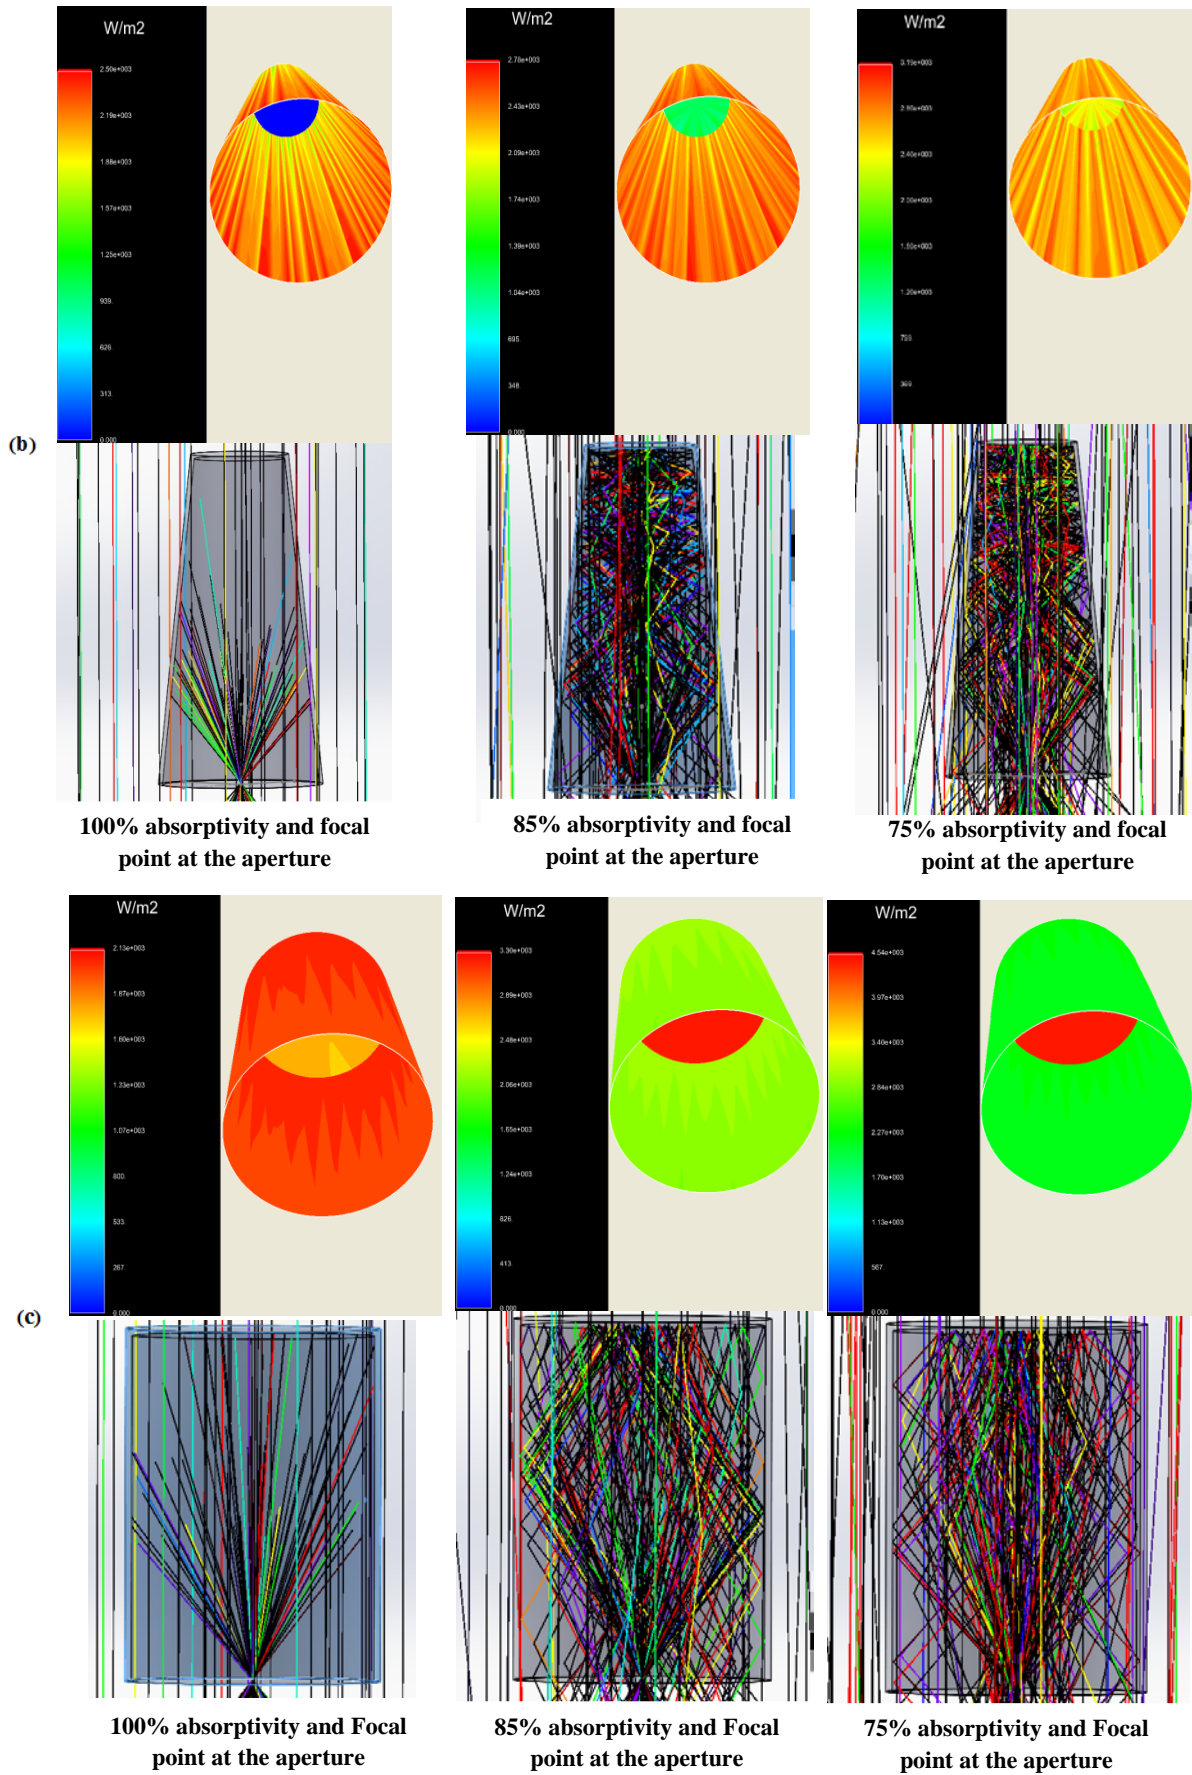 W/m2
2.50e+003
2.19e+003
1.88e+003
1.57e+003
1.25e+003
939.
626.
313.
0.000
W/m2
2.78e+003
2.43e+003
2.09e+003
1.74e+003
1.39e+003
1.04e+003
695.
348.
0.000
W/m2
2.40e+003
1.20e+003
(b)
100% absorptivity and focal
point at the aperture
85% absorptivity and focal
point at the aperture
75% absorptivity and focal
point at the aperture
W/m2
2.13e+003
1.87e+003
1.60e+003
1.33e+003
1.07e+003
800.
533.
267.
0.000
W/m2
3.30e+003
2.89e+003
2.48e+003
2.06e+003
1.65e+003
1.24e+003
826.
413.
0.000
W/m2
4.54e+003
3.97e+003
3.40e+003
2.84e+003
2.27e+003
1.70e+003
1.13e+003
567.
0.000
(c)
100% absorptivity and Focal
point at the aperture
85% absorptivity and Focal
point at the aperture
75% absorptivity and Focal
point at the aperture